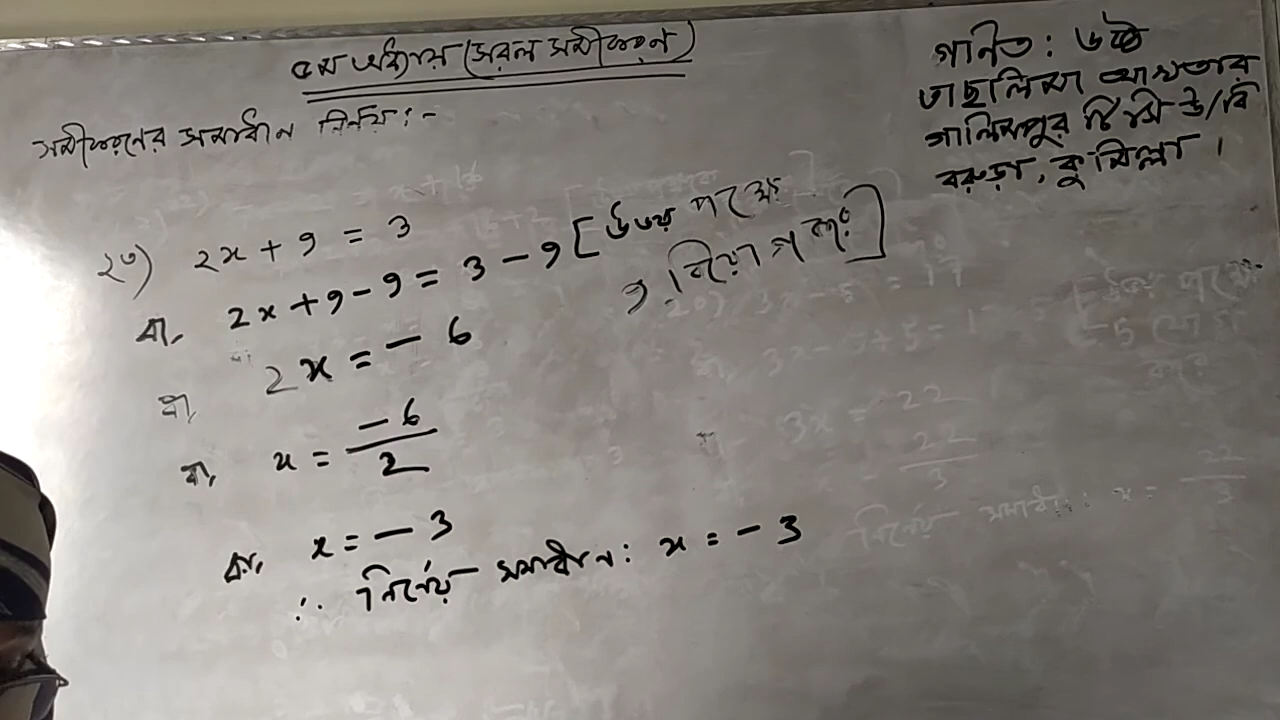 ৫ম অধ্যায় (সরল সমীকরণ)
গণিত: ৬ষ্ঠ
তাছলিমা আখতার
গালিমপুর টি সি উ/বি
বরুড়া, কুমিল্লা।
সমীকরণের সমাধান নির্ণয়:-
২৩) 2x + 9 = 3
বা, 2x + 9 - 9 = 3 - 9 [উভয় পক্ষে
9 বিয়োগ করে]
বা, 2x = - 6
বা, x = -6/2
বা, x = - 3
∴ নির্ণেয় সমাধান: x = - 3